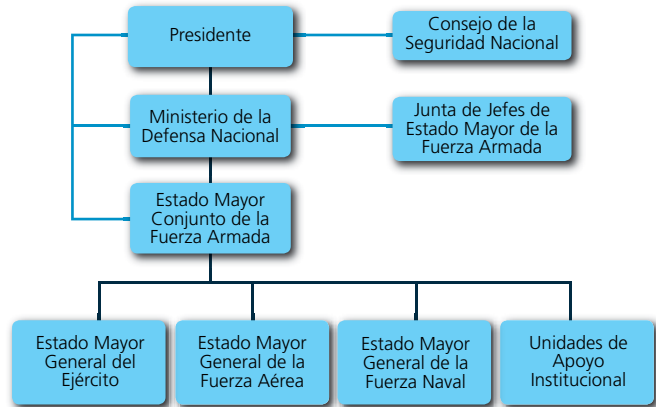 Presidente
Consejo de la
Seguridad Nacional
Ministerio de la
Defensa Nacional
Junta de Jefes de
Estado Mayor de la
Fuerza Armada
Estado Mayor
Conjunto de la
Fuerza Armada
Estado Mayor
General del
Ejército
Estado Mayor
General de la
Fuerza Aérea
Estado Mayor
General de la
Fuerza Naval
Unidades de
Apoyo
Institucional